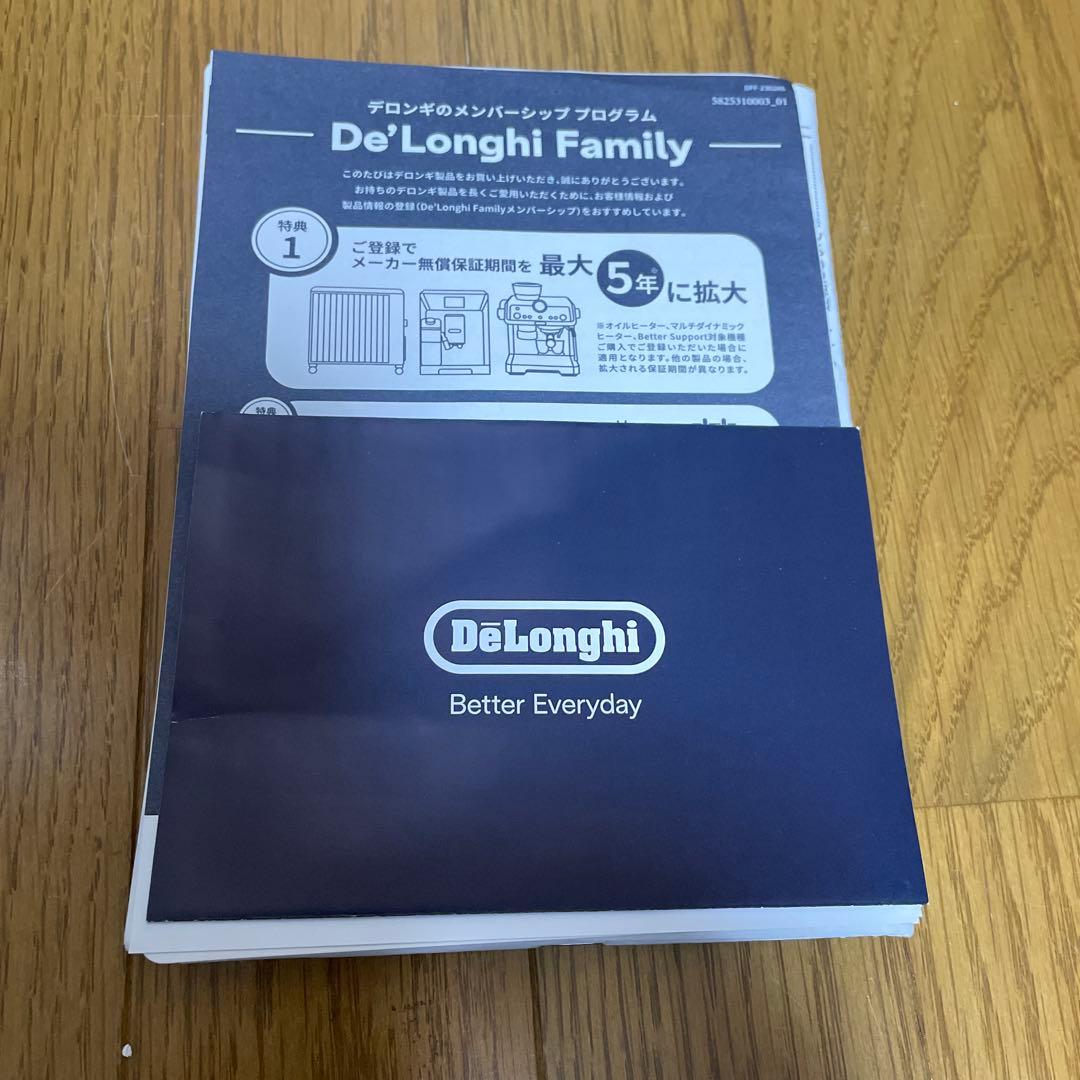 5825310003_01
デロンギのメンバーシップ プログラム
De'Longhi Family
このたびはデロンギ製品をお買い上げいただき、誠にありがとうございます。
お持ちのデロンギ製品を長くご愛用いただくために、お客様情報および
製品情報の登録(De'Longhi Familyメンバーシップ)をおすすめしています。
特典
1
ご登録で
メーカー無償保証期間を 最大 5年※ に拡大
※オイルヒーター、マルチダイナミック
ヒーター、Better Support対象機種
ご購入でご登録いただいた場合に
適用となります。他の製品の場合、
拡大される保証期間が異なります。
特典
DeLonghi
Better Everyday